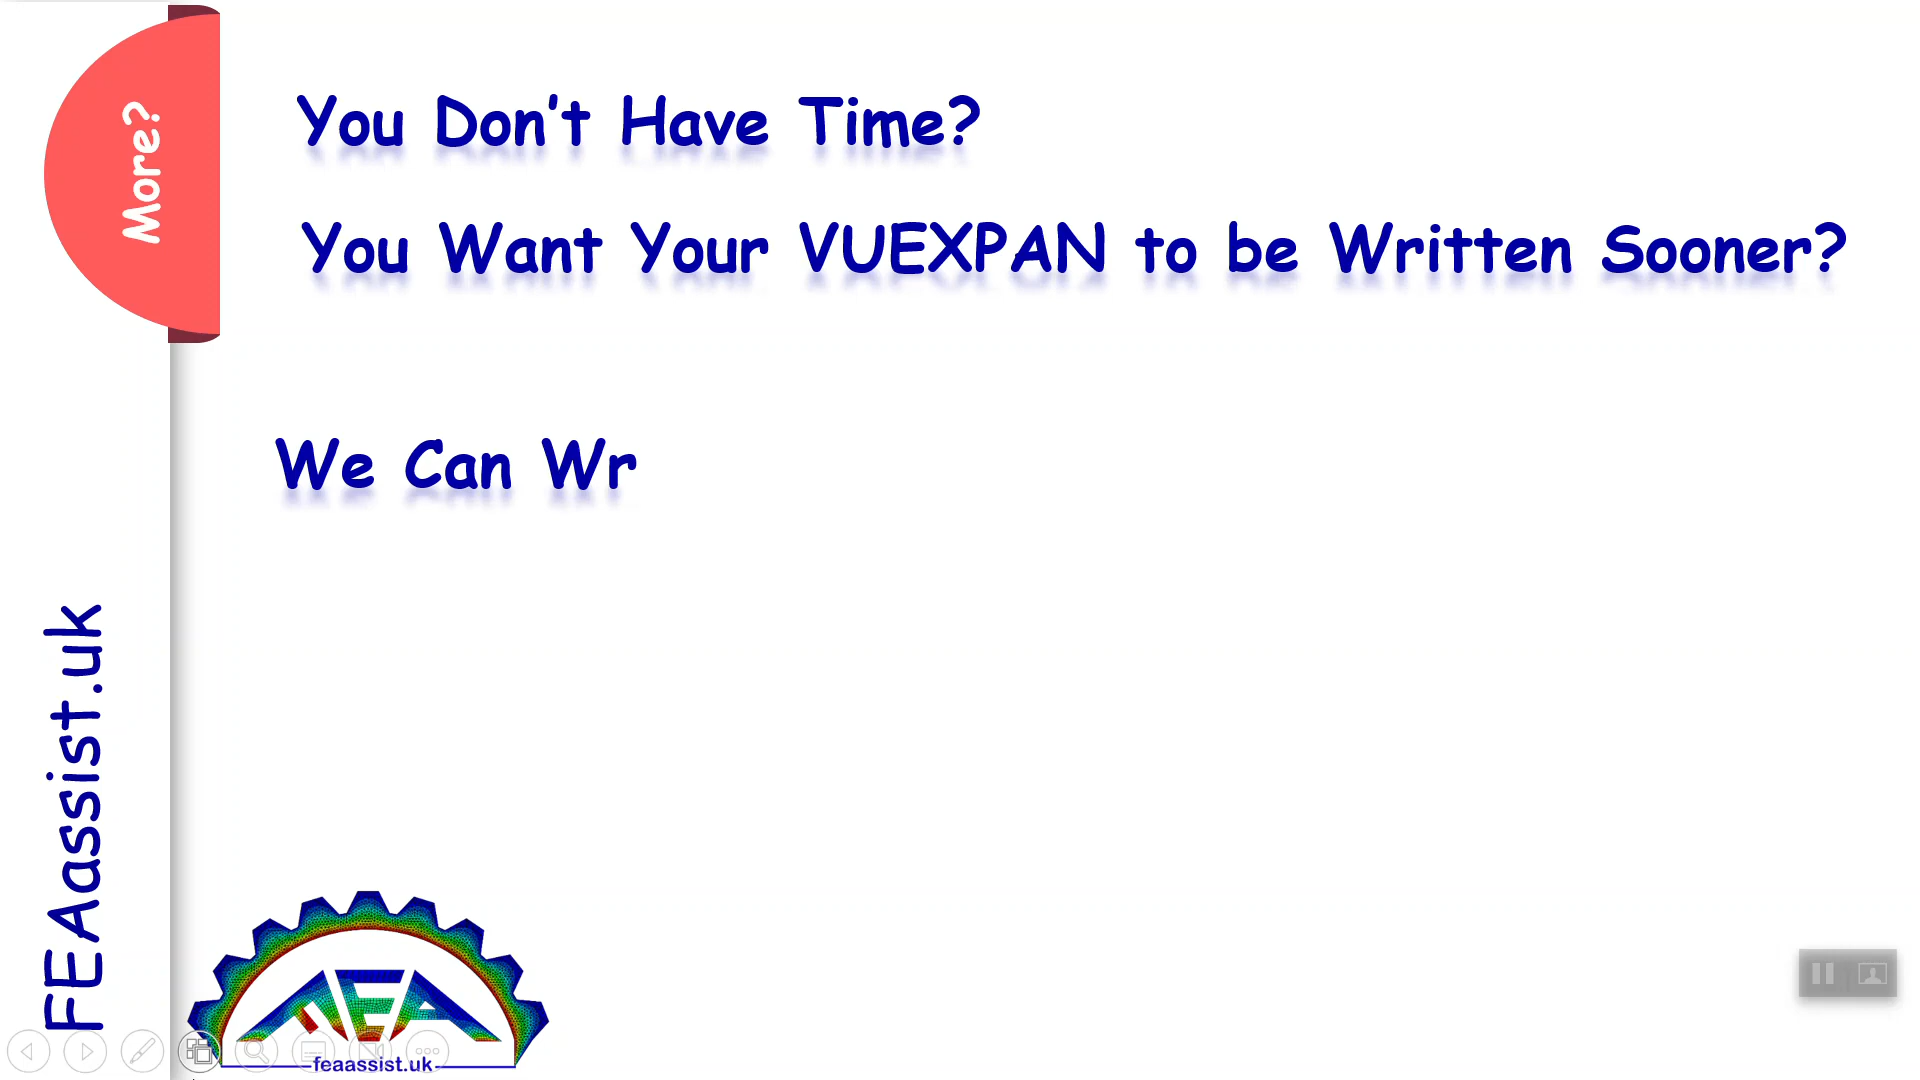 More?
You Don't Have Time?
You Want Your VUEXPAN to be Written Sooner?
We Can Wr
FEAassist.uk
FEA
feaassist.uk